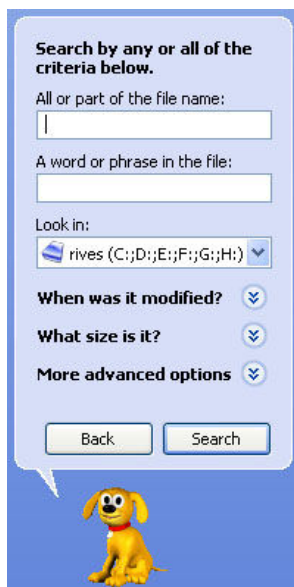 Search by any or all of the
criteria below.
All or part of the file name:
A word or phrase in the file:
Look in:
rives (C:;D:;E:;F:;G:;H:)
When was it modified?
What size is it?
More advanced options
Back
Search